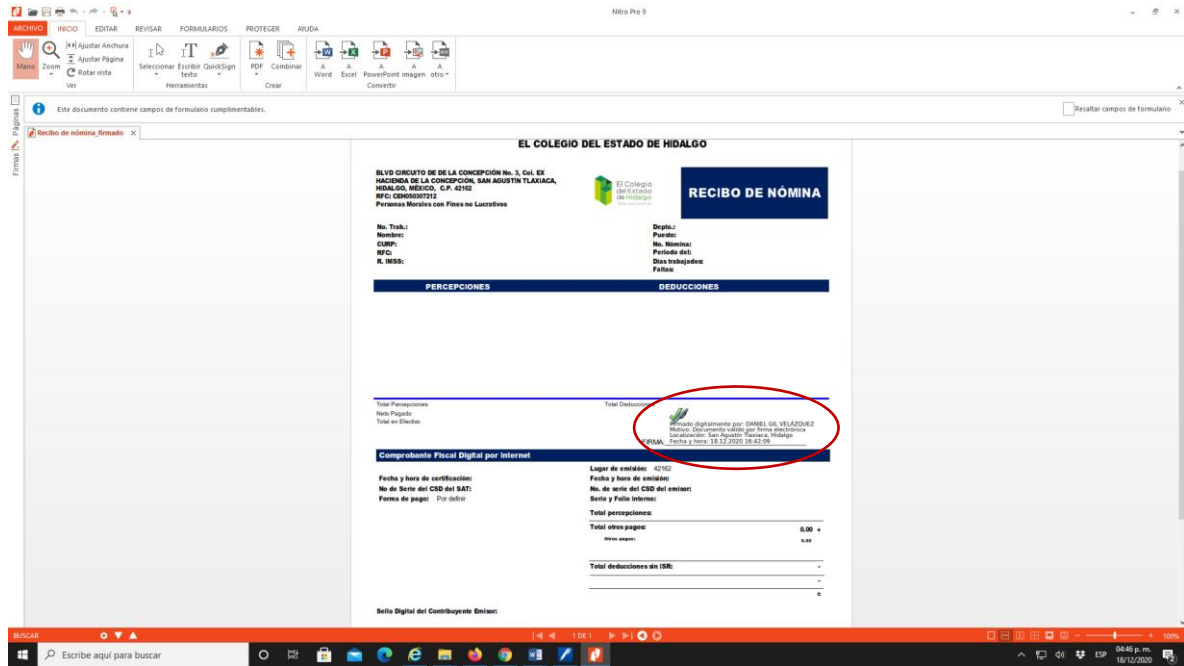 Nitro Pro 9
ARCHIVO INICIO EDITAR REVISAR FORMULARIOS PROTEGER AYUDA
Mano
Zoom
Ajustar Anchura
Ajustar Página
Rotar vista
Ver
Seleccionar
Escribir texto
QuickSign
Herramientas
PDF
Combinar
Crear
A Word
A Excel
A PowerPoint
A imagen
A otro
Convertir
Páginas
Firmas
Este documento contiene campos de formulario cumplimentables.
Resaltar campos de formulario
Recibo de nómina_firmado
EL COLEGIO DEL ESTADO DE HIDALGO
BLVD CIRCUITO DE DE LA CONCEPCIÓN No. 3, Col. EX
HACIENDA DE LA CONCEPCIÓN, SAN AGUSTÍN TLAXIACA,
HIDALGO, MÉXICO, C.P. 42162
RFC: CEH050307212
Personas Morales con Fines no Lucrativos
El Colegio
del Estado
de Hidalgo
RECIBO DE NÓMINA
No. Trab.:
Nombre:
CURP:
RFC:
R. IMSS:
Depto.:
Puesto:
No. Nómina:
Periodo del:
Días trabajados:
Faltas:
PERCEPCIONES DEDUCCIONES
Total Percepciones
Neto Pagado
Total en Efectivo
Total Deducciones
Firmado digitalmente por: DANIEL GIL VELÁZQUEZ
Motivo: Documento válido por firma electrónica
Localización: San Agustín Tlaxiaca, Hidalgo
FIRMA: Fecha y hora: 18.12.2020 16:42:09
Comprobante Fiscal Digital por Internet
Fecha y hora de certificación:
No de Serie del CSD del SAT:
Forma de pago: Por definir
Lugar de emisión: 42162
Fecha y hora de emisión:
No. de serie del CSD del emisor:
Serie y Folio interno:
Total percepciones:
Total otros pagos: 0.00 +
Otros pagos: 0.00
Total deducciones sin ISR: -
-
=
Sello Digital del Contribuyente Emisor:
BUSCAR
1 DE 1
100%
Escribe aquí para buscar
ESP
04:46 p. m.
18/12/2020